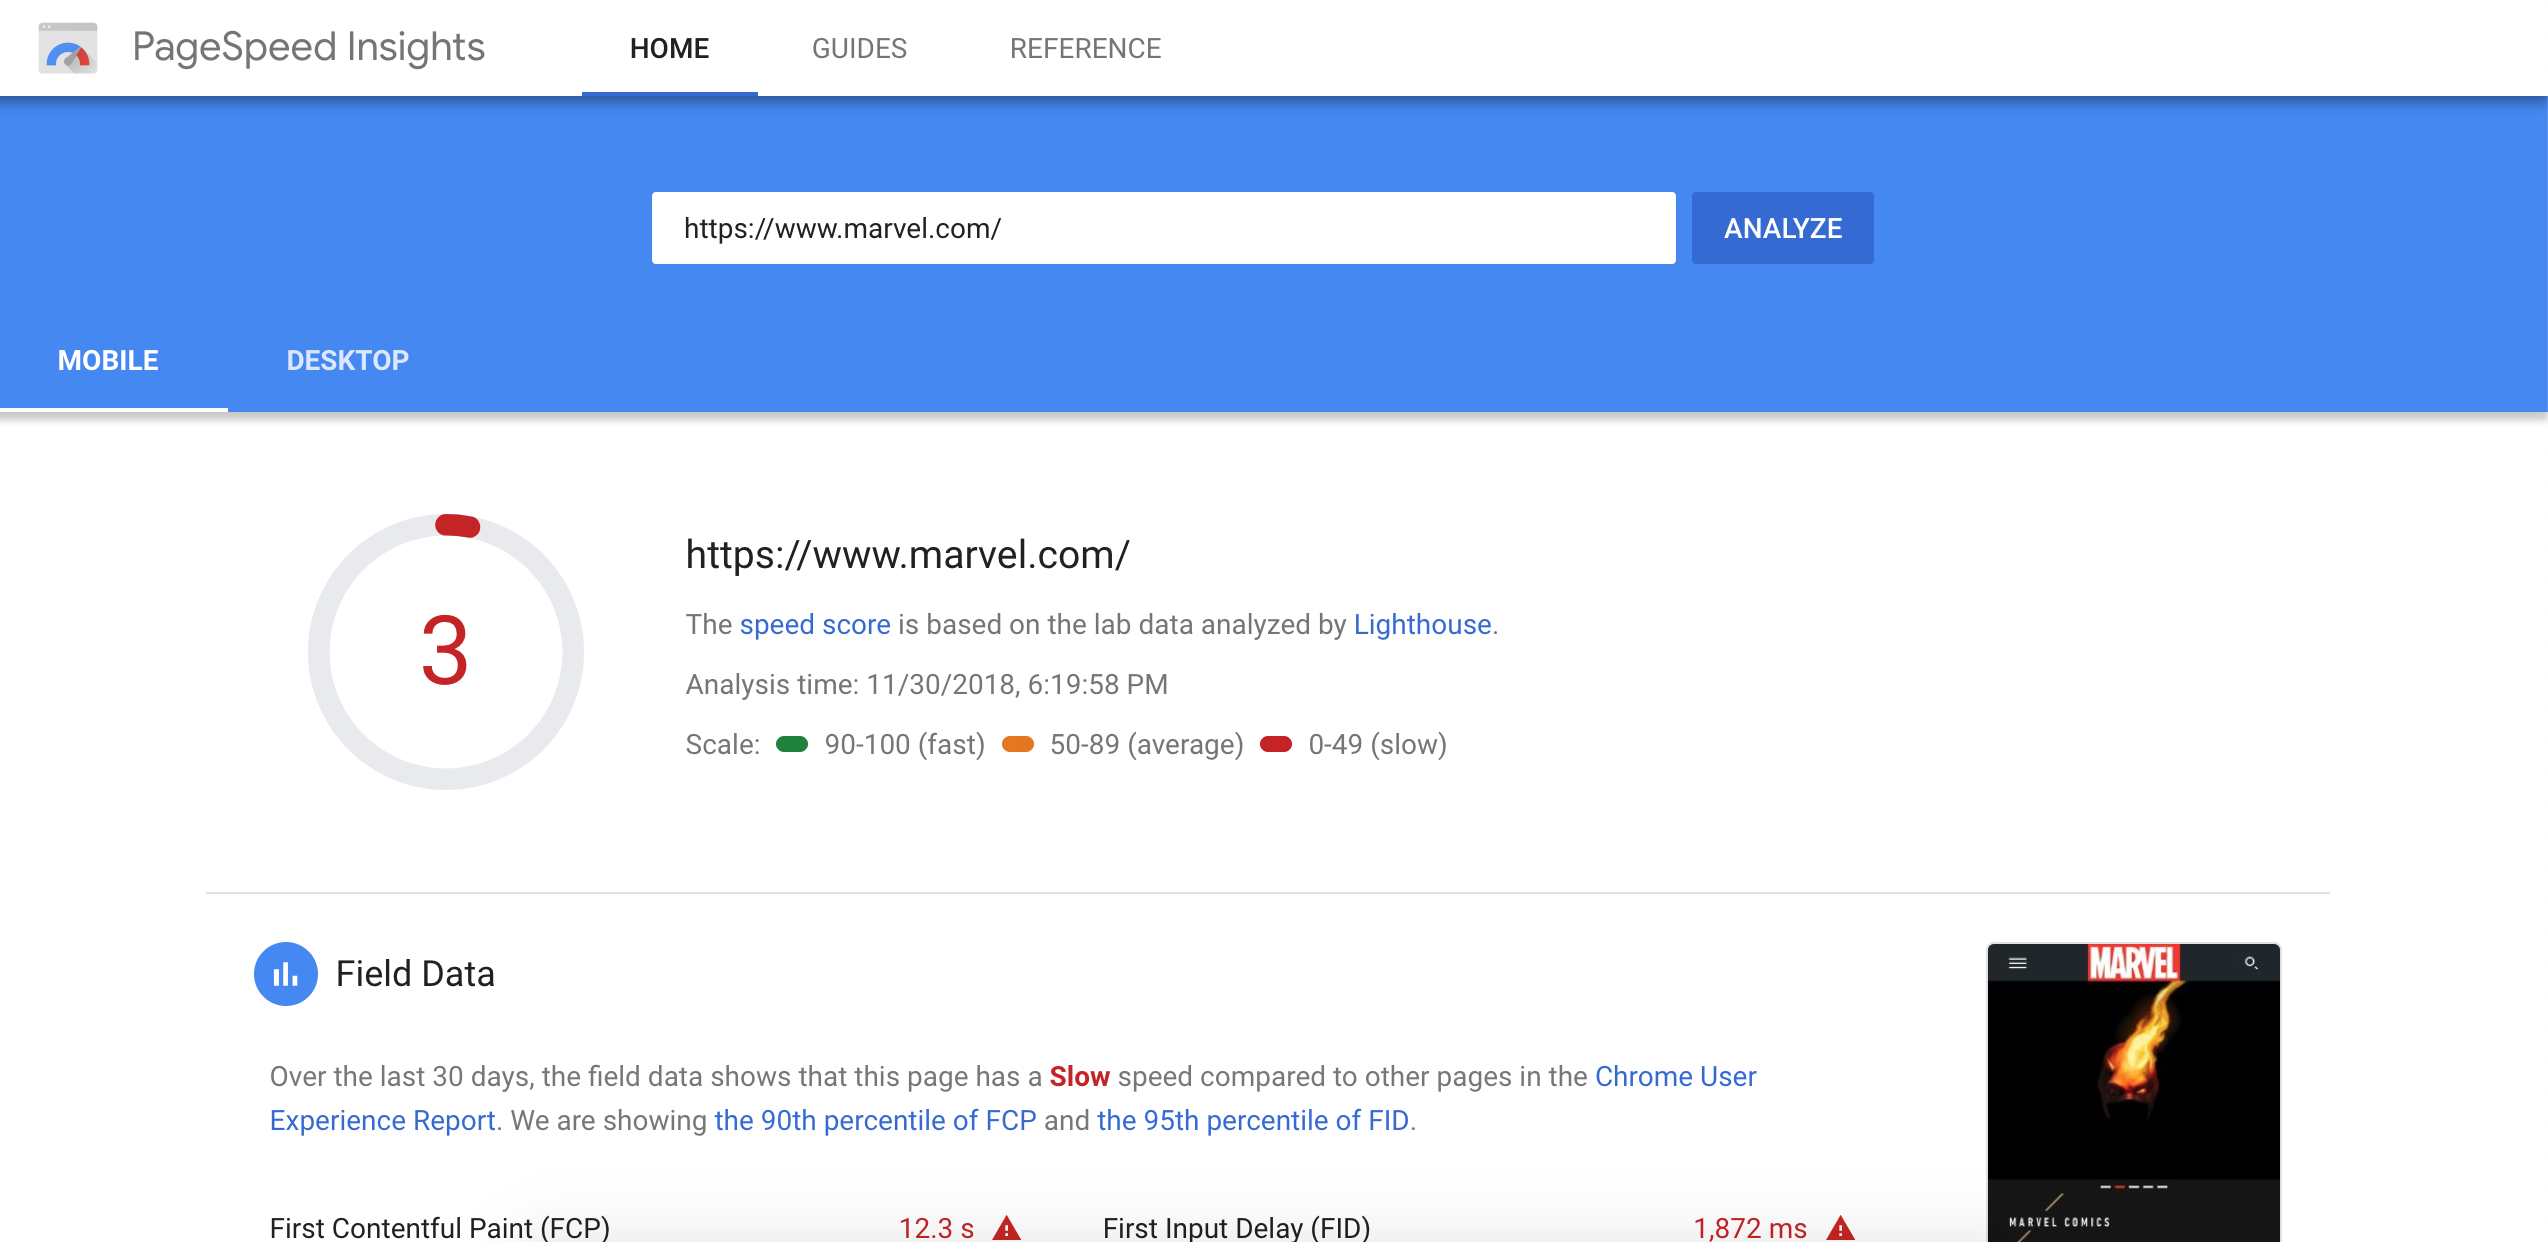 PageSpeed Insights
HOME
GUIDES
REFERENCE
https://www.marvel.com/
ANALYZE
MOBILE
DESKTOP
3
https://www.marvel.com/
The speed score is based on the lab data analyzed by Lighthouse.
Analysis time: 11/30/2018, 6:19:58 PM
Scale: 90-100 (fast) 50-89 (average) 0-49 (slow)
Field Data
Over the last 30 days, the field data shows that this page has a Slow speed compared to other pages in the Chrome User
Experience Report. We are showing the 90th percentile of FCP and the 95th percentile of FID.
First Contentful Paint (FCP)
12.3 s
First Input Delay (FID)
1,872 ms
MARVEL
MARVEL COMICS